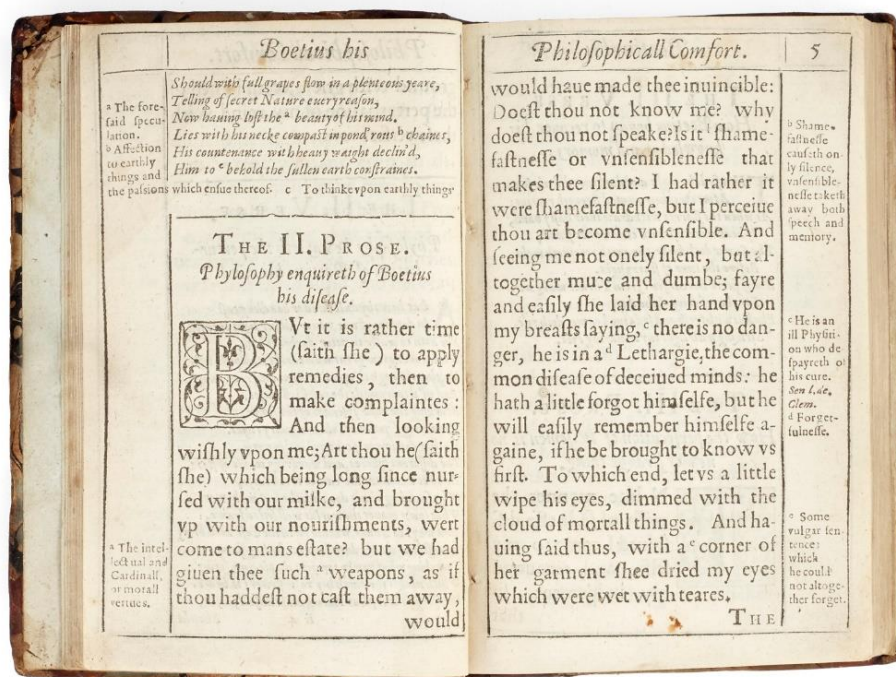 Boetius his
Should with full grapes flow in a plenteous yeare,
Telling of secret Nature euery reason,
Now hauing lost the ᵃ beauty of his mind.
Lies with his necke compast in pond'rous ᵇ chaines,
His countenance with heauy waight declin'd,
Him to ᶜ behold the sullen earth constraines.
ᵃ The fore-
said specu-
lation.
ᵇ Affection
to earthly
things and
the passions which ensue thereof. c To thinke vpon earthly things
THE II. PROSE.
Phylosophy enquireth of Boetius
his disease.
BVt it is rather time
(saith she) to apply
remedies, then to
make complaintes:
And then looking
wishly vpon me; Art thou he(saith
she) which being long since nur-
sed with our milke, and brought
vp with our nourishments, wert
come to mans estate? but we had
giuen thee such ᵃ weapons, as if
thou haddest not cast them away,
would
ᵃ The intel-
lectual and
Cardinall,
or morall
vertues.
Philosophicall Comfort.
5
would haue made thee inuincible:
Doest thou not know me? why
doest thou not speake? Is it ᵇ shame-
fastnesse or vnsensiblenesse that
makes thee silent? I had rather it
were shamefastnesse, but I perceiue
thou art become vnsensible. And
seeing me not onely silent, but al-
together mute and dumbe; fayre
and easily she laid her hand vpon
my breasts saying, ᶜ there is no dan-
ger, he is in a ᵈ Lethargie, the com-
mon disease of deceiued minds: he
hath a little forgot himselfe, but he
will easily remember himselfe a-
gaine, if he be brought to know vs
first. To which end, let vs a little
wipe his eyes, dimmed with the
cloud of mortall things. And ha-
uing said thus, with a ᵉ corner of
her garment shee dried my eyes
which were wet with teares.
THE
ᵇ Shame-
fastnesse
causeth on-
ly silence,
vnsensible-
nesse taketh
away both
speech and
memory.
ᶜ He is an
ill Physiti-
on who de
spayreth of
his cure.
Sen l. de.
Clem.
ᵈ Forget-
fulnesse.
ᵉ Some
vulgar sen-
tences
which
he could
not altoge-
ther forget.